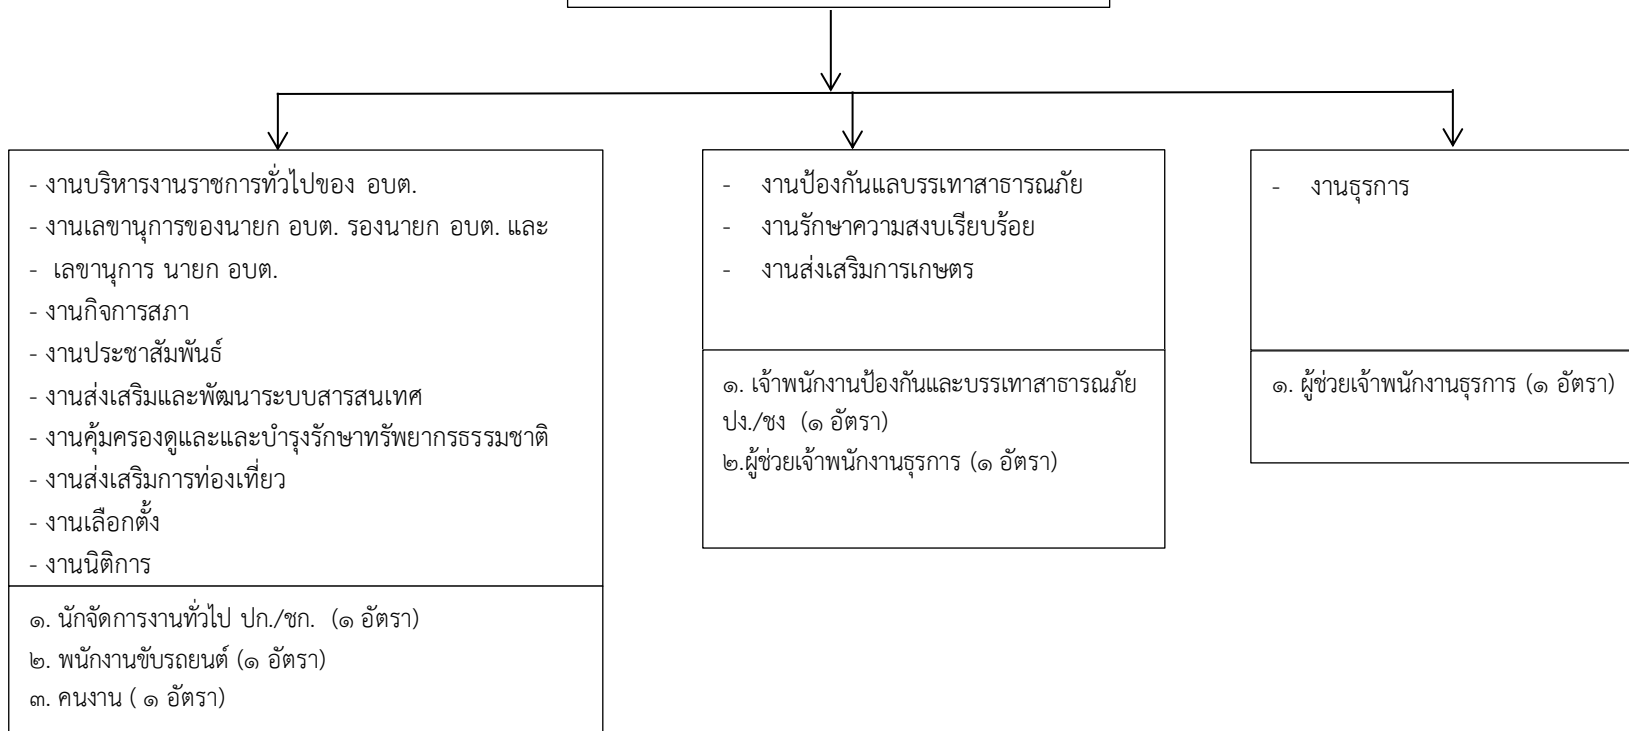 - งานบริหารงานราชการทั่วไปของ อบต.
- งานเลขานุการของนายก อบต. รองนายก อบต. และ
- เลขานุการ นายก อบต.
- งานกิจการสภา
- งานประชาสัมพันธ์
- งานส่งเสริมและพัฒนาระบบสารสนเทศ
- งานคุ้มครองดูและและบำรุงรักษาทรัพยากรธรรมชาติ
- งานส่งเสริมการท่องเที่ยว
- งานเลือกตั้ง
- งานนิติการ
๑. นักจัดการงานทั่วไป ปก./ชก. (๑ อัตรา)
๒. พนักงานขับรถยนต์ (๑ อัตรา)
๓. คนงาน ( ๑ อัตรา)
- งานป้องกันแลบรรเทาสาธารณภัย
- งานรักษาความสงบเรียบร้อย
- งานส่งเสริมการเกษตร
๑. เจ้าพนักงานป้องกันและบรรเทาสาธารณภัย
ปง./ชง (๑ อัตรา)
๒.ผู้ช่วยเจ้าพนักงานธุรการ (๑ อัตรา)
- งานธุรการ
๑. ผู้ช่วยเจ้าพนักงานธุรการ (๑ อัตรา)